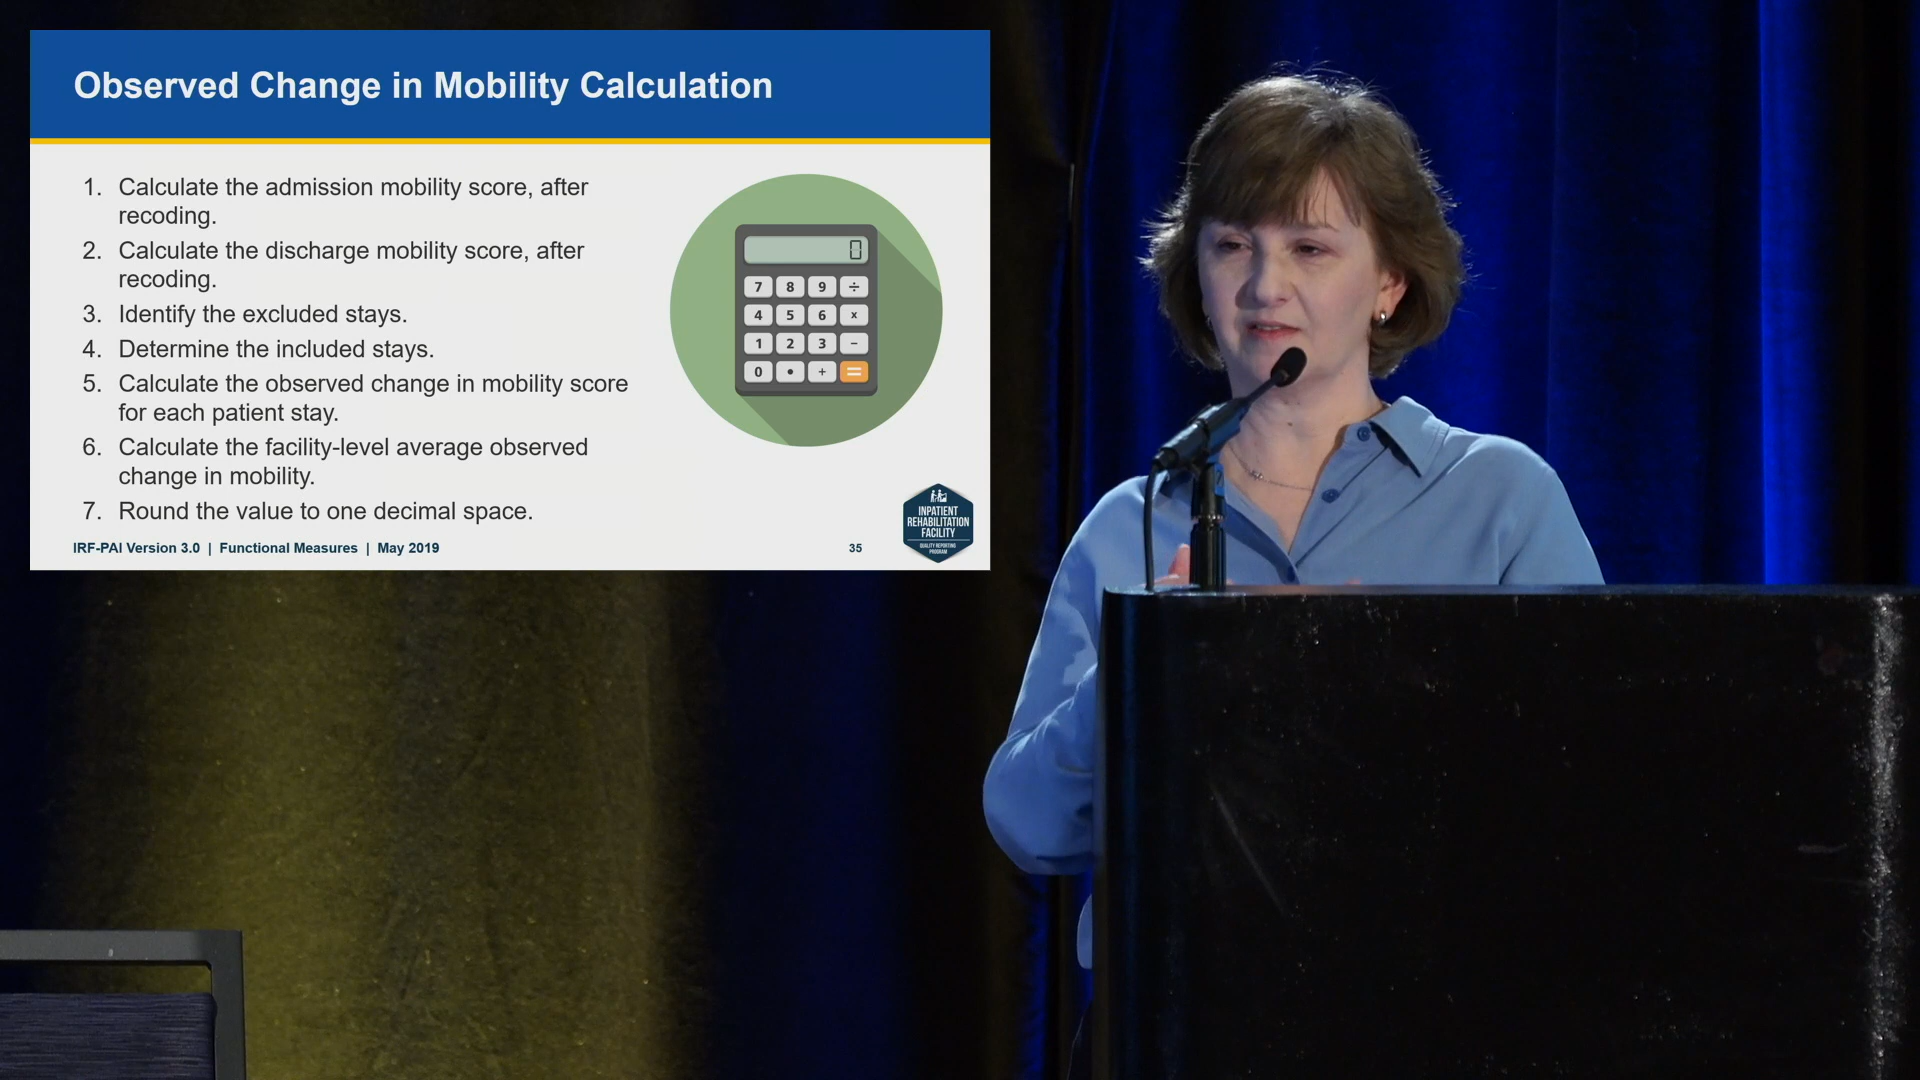 Observed Change in Mobility Calculation
1. Calculate the admission mobility score, after
recoding.
2. Calculate the discharge mobility score, after
recoding.
3. Identify the excluded stays.
4. Determine the included stays.
5. Calculate the observed change in mobility score
for each patient stay.
6. Calculate the facility-level average observed
change in mobility.
7. Round the value to one decimal space.
0
7 8 9 ÷
4 5 6 x
1 2 3 −
0 • + =
INPATIENT
REHABILITATION
FACILITY
QUALITY REPORTING
PROGRAM
IRF-PAI Version 3.0 | Functional Measures | May 2019
35